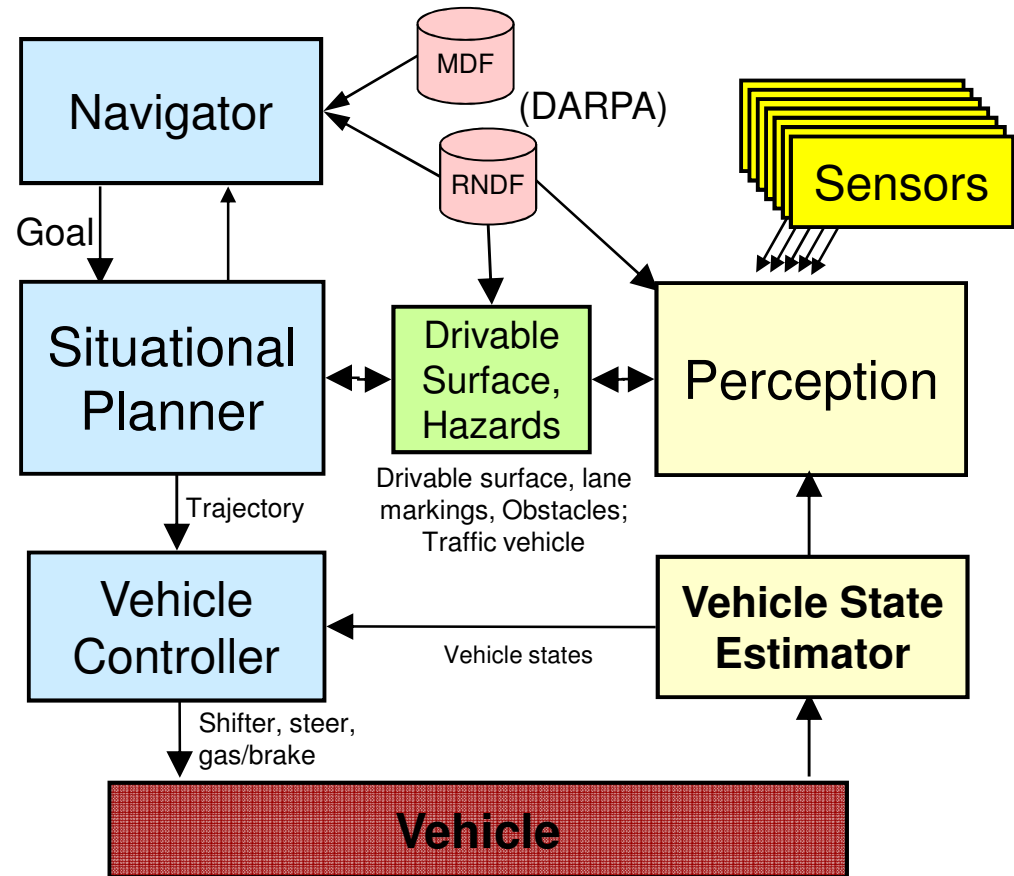 MDF
Navigator
(DARPA)
RNDF
Sensors
Goal
Situational
Planner
Drivable
Surface,
Hazards
Perception
Drivable surface, lane
markings, Obstacles;
Traffic vehicle
Trajectory
Vehicle
Controller
Vehicle states
Vehicle State
Estimator
Shifter, steer,
gas/brake
Vehicle